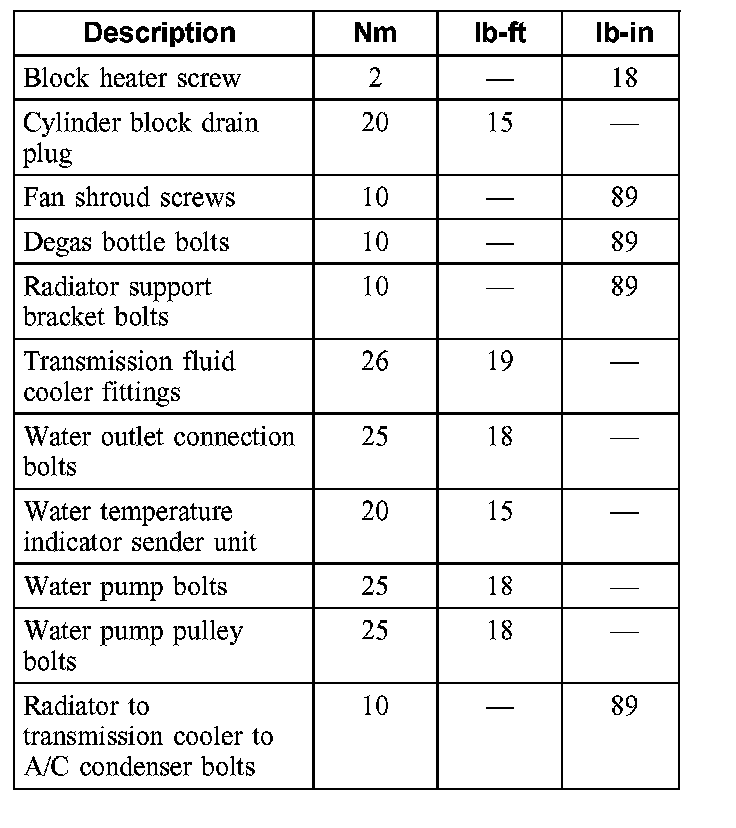 Description Nm lb-ft lb-in
Block heater screw 2 — 18
Cylinder block drain 20 15 —
plug
Fan shroud screws 10 — 89
Degas bottle bolts 10 — 89
Radiator support 10 — 89
bracket bolts
Transmission fluid 26 19 —
cooler fittings
Water outlet connection 25 18 —
bolts
Water temperature 20 15 —
indicator sender unit
Water pump bolts 25 18 —
Water pump pulley 25 18 —
bolts
Radiator to 10 — 89
transmission cooler to
A/C condenser bolts